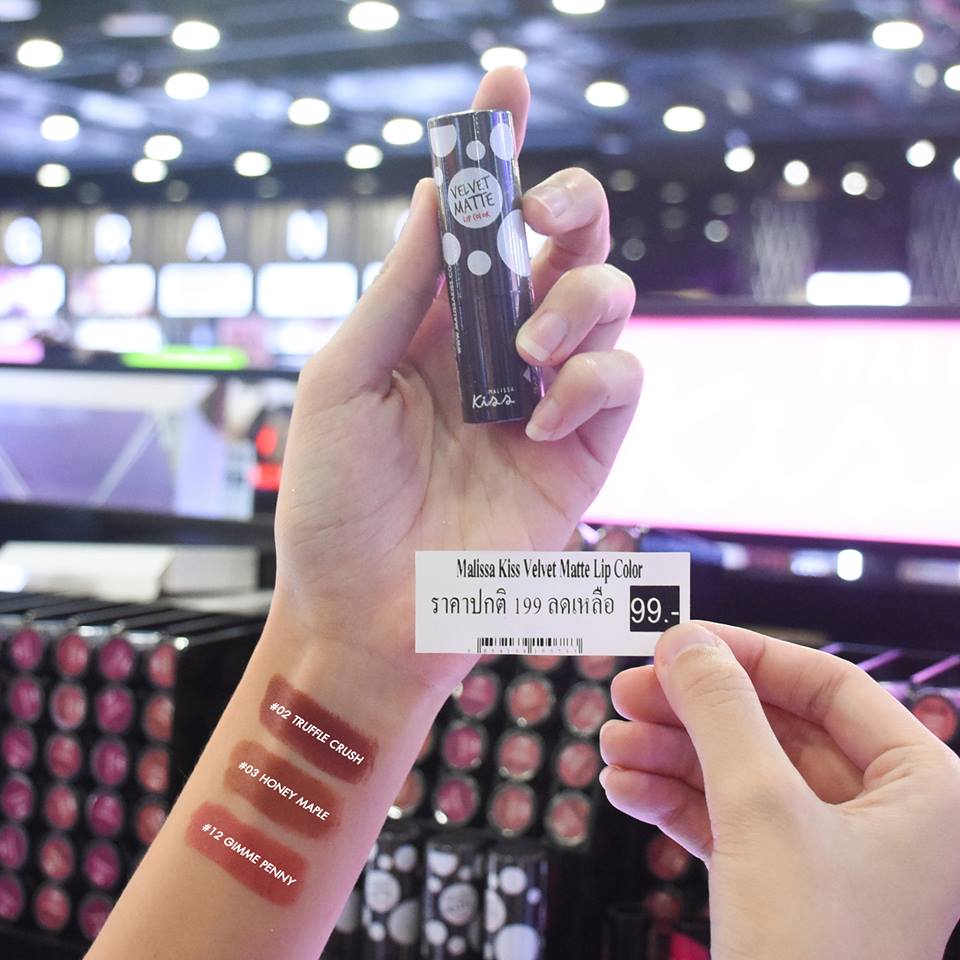 BRAN
VELVET
MATTE
LIP COLOR
MALISSA
Kiss
Malissa Kiss Velvet Matte Lip Color
ราคาปกติ 199 ลดเหลือ 99.-
#02 TRUFFLE CRUSH
#03 HONEY MAPLE
#12 GIMME PENNY